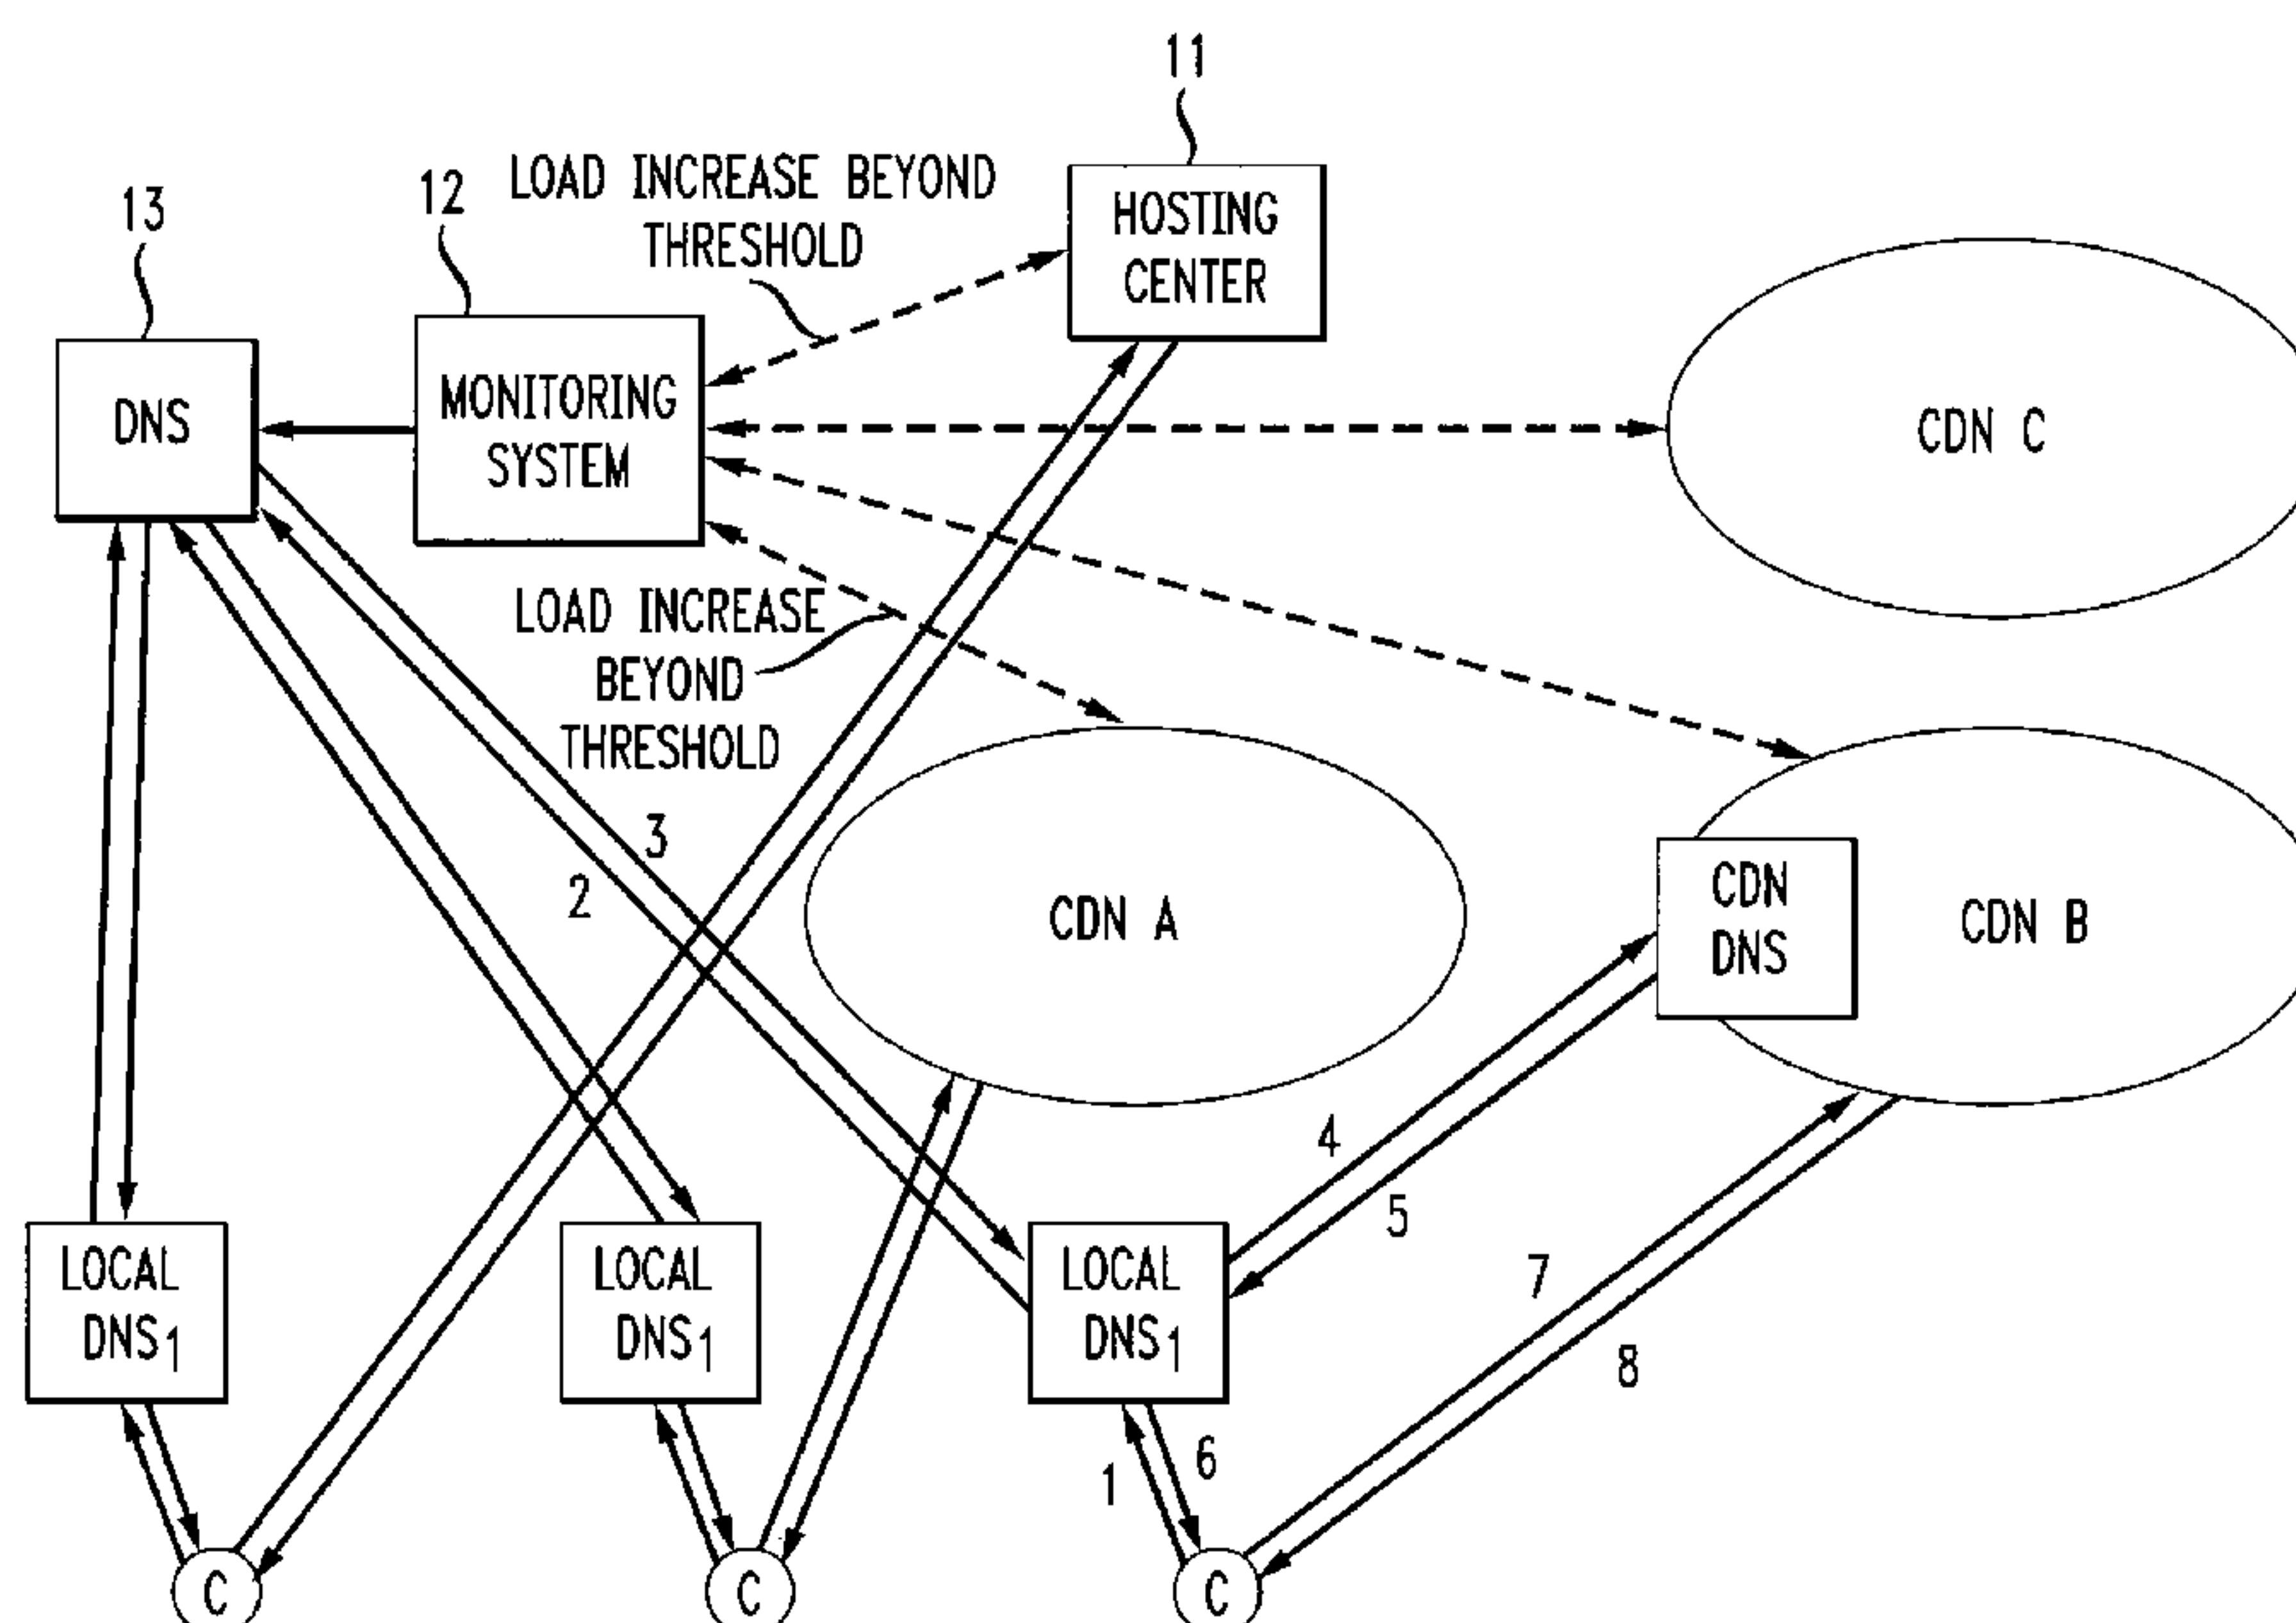 11
LOAD INCREASE BEYOND
THRESHOLD
12
13
HOSTING
CENTER
DNS
MONITORING
SYSTEM
CDN C
LOAD INCREASE
BEYOND
THRESHOLD
3
2
CDN A
CDN
DNS
CDN B
4
5
LOCAL
DNS1
LOCAL
DNS1
LOCAL
DNS1
7
8
1
6
C
C
C